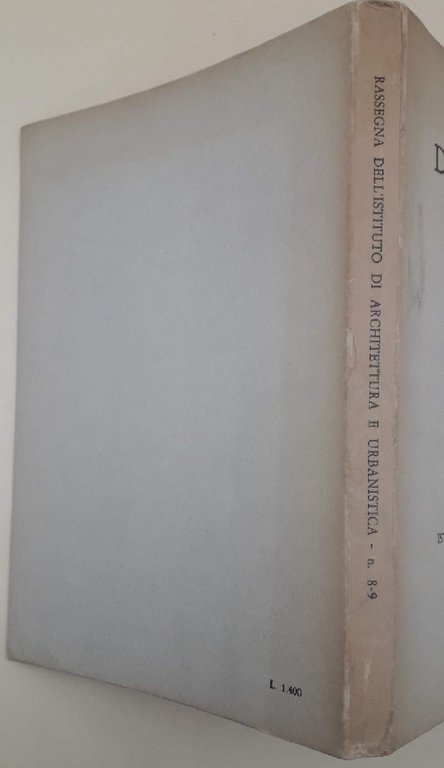 RASSEGNA DELL'ISTITUTO DI ARCHITETTURA E URBANISTICA - n. 8-9
L. 1.400